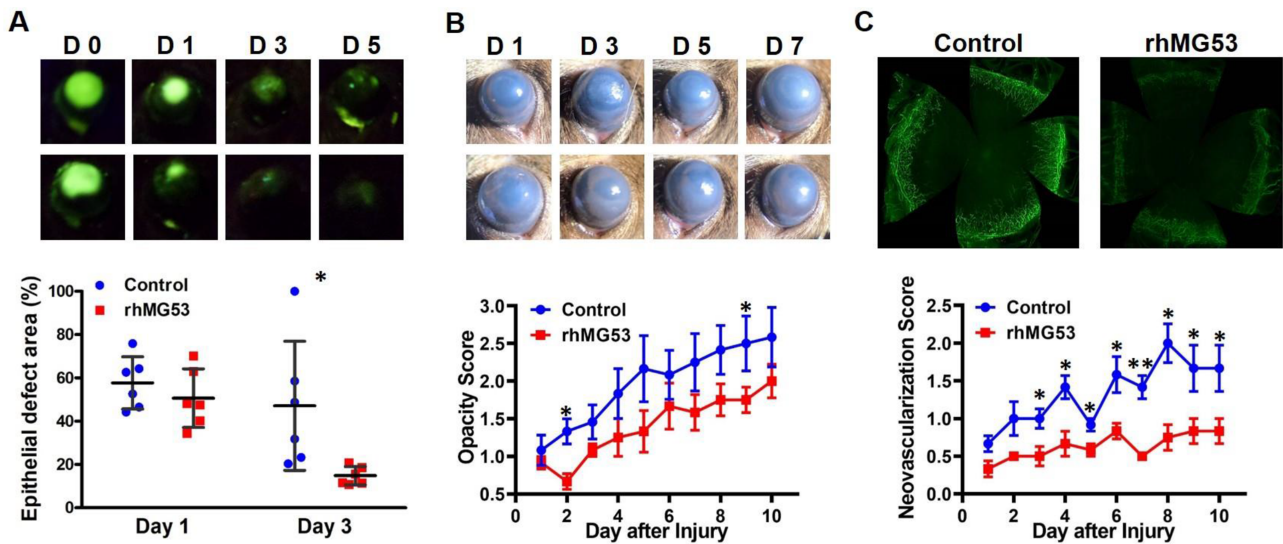 A
D 0 D 1 D 3 D 5
Epithelial defect area (%)
100
80
60
40
20
0
Control
rhMG53
*
Day 1 Day 3
B
D 1 D 3 D 5 D 7
Opacity Score
3.0
2.5
2.0
1.5
1.0
0.5
Control
rhMG53
* *
0 2 4 6 8 10
Day after Injury
C
Control rhMG53
Neovascularization Score
2.5
2.0
1.5
1.0
0.5
0.0
Control
rhMG53
* * * * ** * * *
0 2 4 6 8 10
Day after Injury